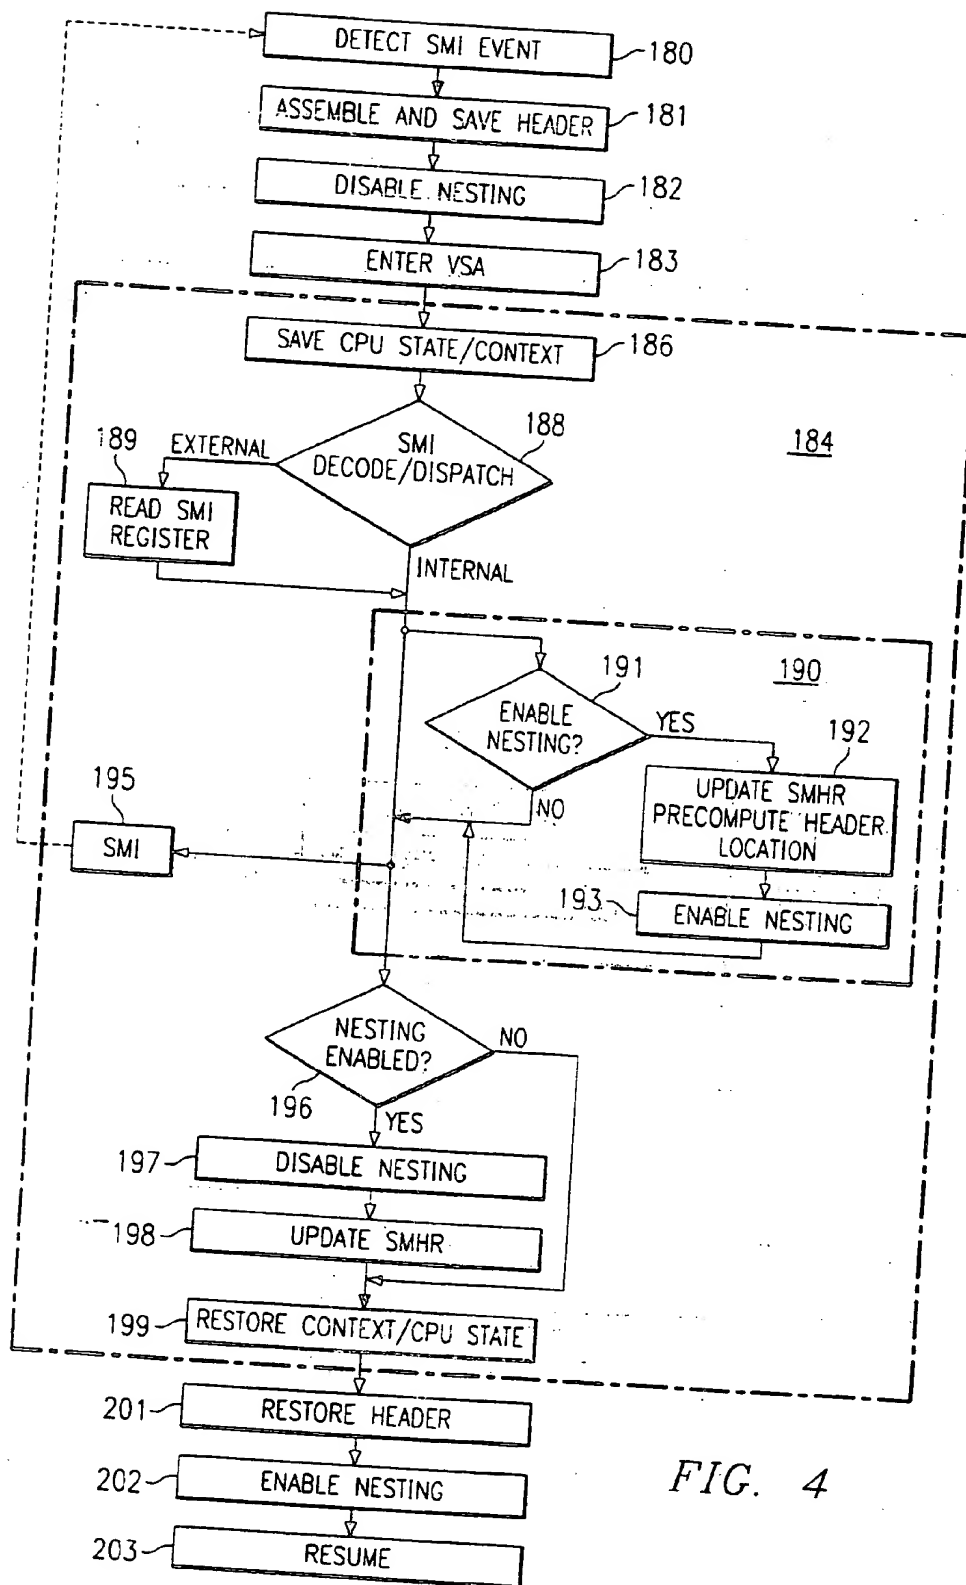 DETECT SMI EVENT
180
ASSEMBLE AND SAVE HEADER
181
DISABLE NESTING
182
ENTER VSA
183
SAVE CPU STATE/CONTEXT
186
184
SMI
DECODE/DISPATCH
188
EXTERNAL
189
READ SMI
REGISTER
INTERNAL
190
191
ENABLE
NESTING?
YES
NO
192
UPDATE SMHR
PRECOMPUTE HEADER
LOCATION
193
ENABLE NESTING
195
SMI
NESTING
ENABLED?
NO
196
YES
197
DISABLE NESTING
198
UPDATE SMHR
199
RESTORE CONTEXT/CPU STATE
201
RESTORE HEADER
202
ENABLE NESTING
203
RESUME
FIG. 4